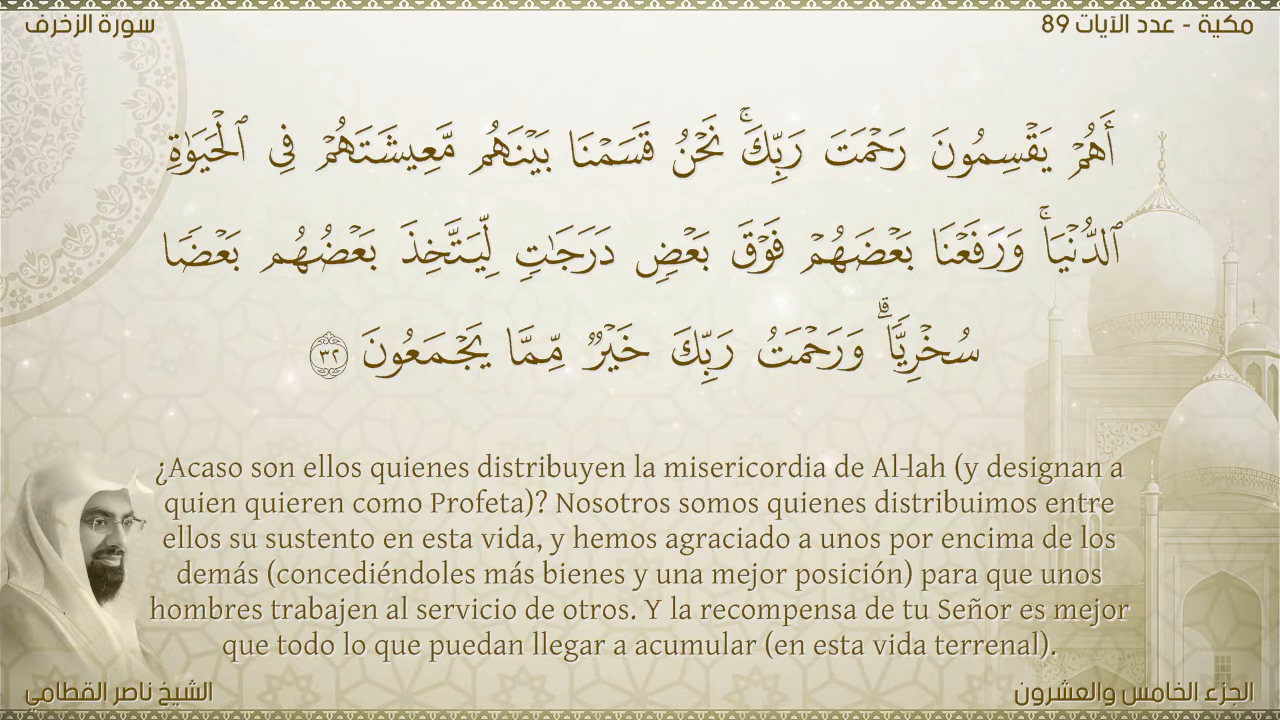 مكية - عدد الآيات 89
سورة الزخرف
أَهُمْ يَقْسِمُونَ رَحْمَتَ رَبِّكَ ۚ نَحْنُ قَسَمْنَا بَيْنَهُم مَّعِيشَتَهُمْ فِي الْحَيَوٰةِ
الدُّنْيَا ۚ وَرَفَعْنَا بَعْضَهُمْ فَوْقَ بَعْضٍ دَرَجَٰتٍ لِّيَتَّخِذَ بَعْضُهُم بَعْضًا
سُخْرِيًّا ۗ وَرَحْمَتُ رَبِّكَ خَيْرٌ مِّمَّا يَجْمَعُونَ ٣٢
¿Acaso son ellos quienes distribuyen la misericordia de Al-lah (y designan a
quien quieren como Profeta)? Nosotros somos quienes distribuimos entre
ellos su sustento en esta vida, y hemos agraciado a unos por encima de los
demás (concediéndoles más bienes y una mejor posición) para que unos
hombres trabajen al servicio de otros. Y la recompensa de tu Señor es mejor
que todo lo que puedan llegar a acumular (en esta vida terrenal).
الجزء الخامس والعشرون
الشيخ ناصر القطامي